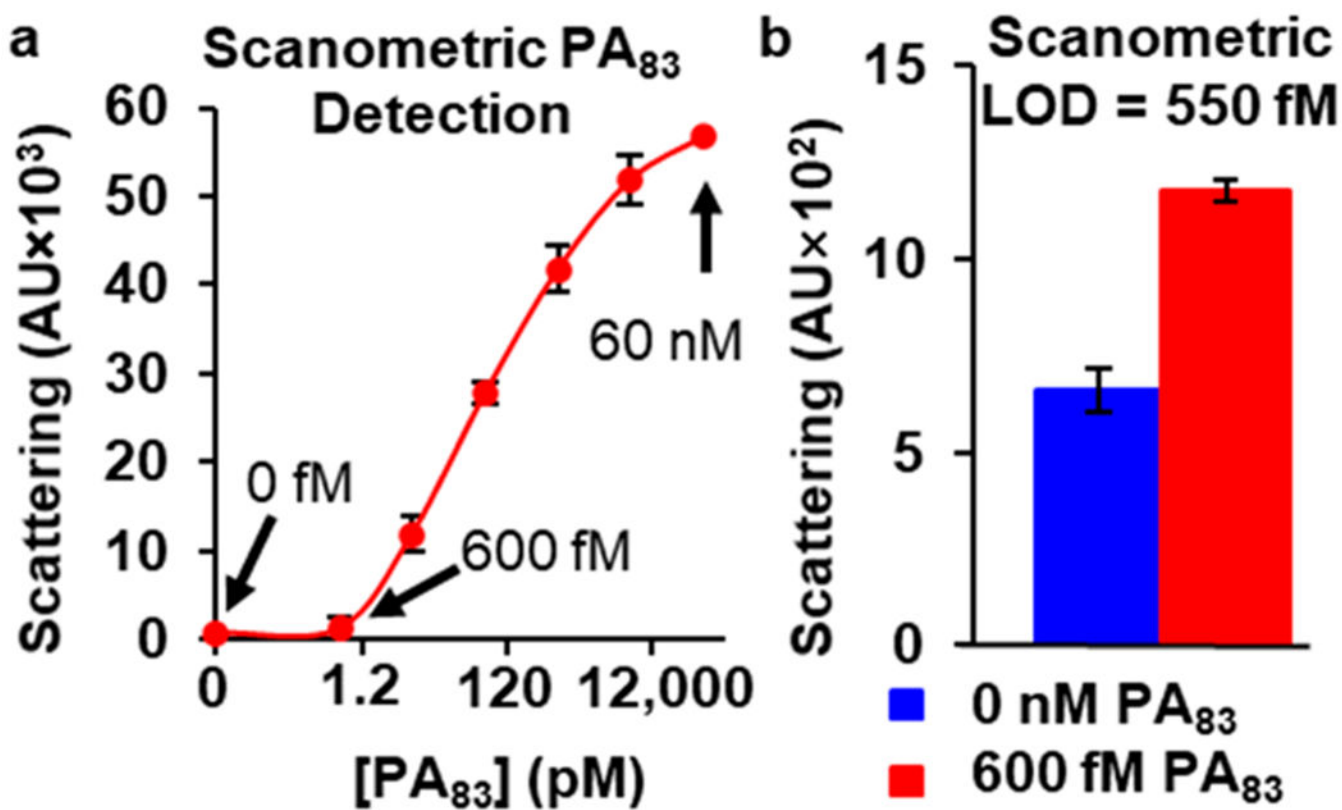 a
Scanometric PA83
Detection
Scattering (AU×10³)
60
50
40
30
20
10
0
0 fM
600 fM
60 nM
0 1.2 120 12,000
[PA83] (pM)
b
Scanometric
LOD = 550 fM
Scattering (AU×10²)
15
10
5
0
0 nM PA83
600 fM PA83